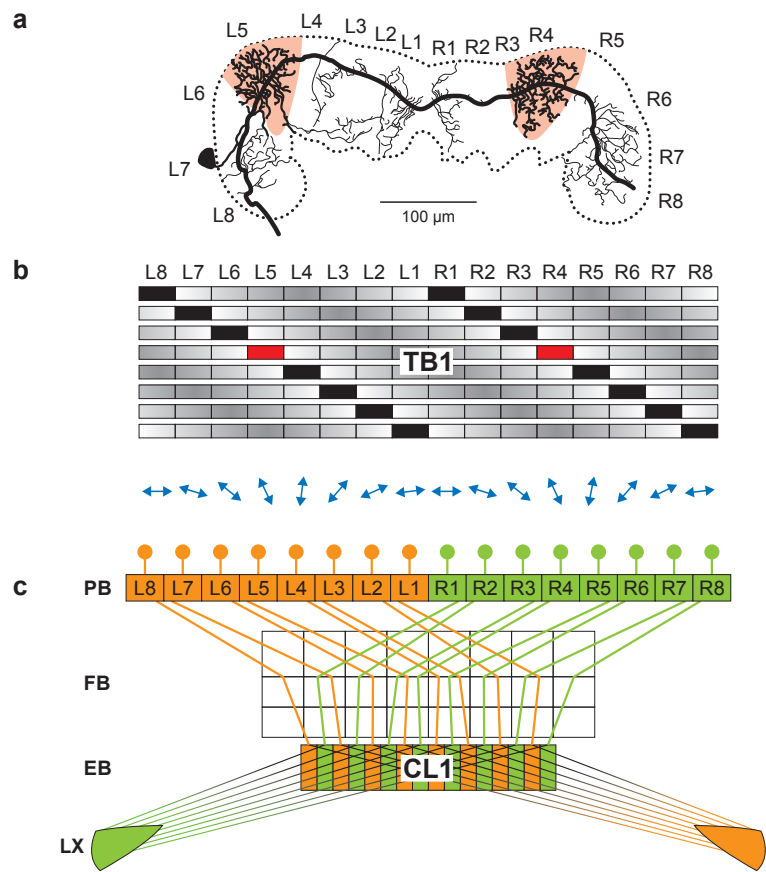 a
L5 L4 L3 L2 L1 R1 R2 R3 R4 R5
L6 R6
L7 R7
L8 R8
100 µm
b
L8 L7 L6 L5 L4 L3 L2 L1 R1 R2 R3 R4 R5 R6 R7 R8
TB1
c PB L8 L7 L6 L5 L4 L3 L2 L1 R1 R2 R3 R4 R5 R6 R7 R8
FB
EB CL1
LX